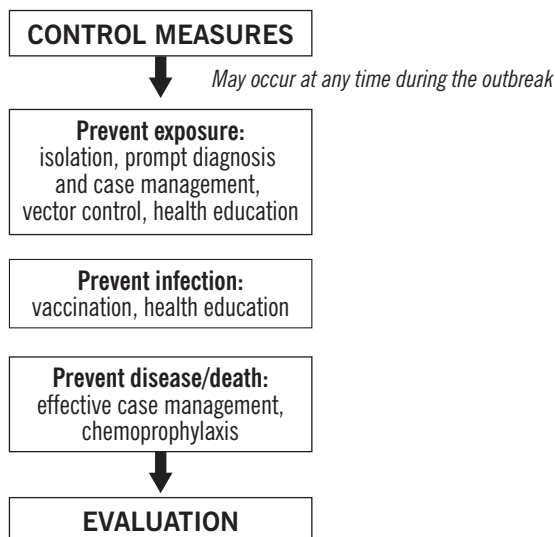 CONTROL MEASURES
May occur at any time during the outbreak
Prevent exposure:
isolation, prompt diagnosis
and case management,
vector control, health education
Prevent infection:
vaccination, health education
Prevent disease/death:
effective case management,
chemoprophylaxis
EVALUATION